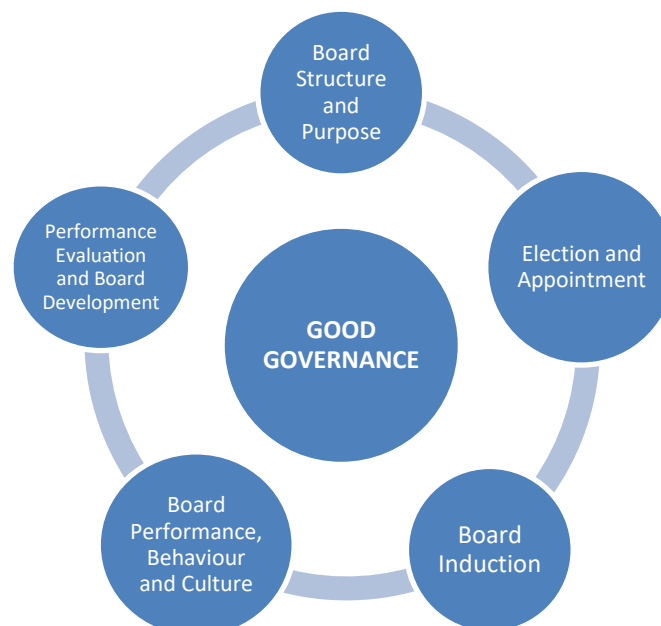 Board
Structure
and
Purpose
Election and
Appointment
Board
Induction
Board
Performance,
Behaviour
and Culture
Performance
Evaluation
and Board
Development
GOOD
GOVERNANCE